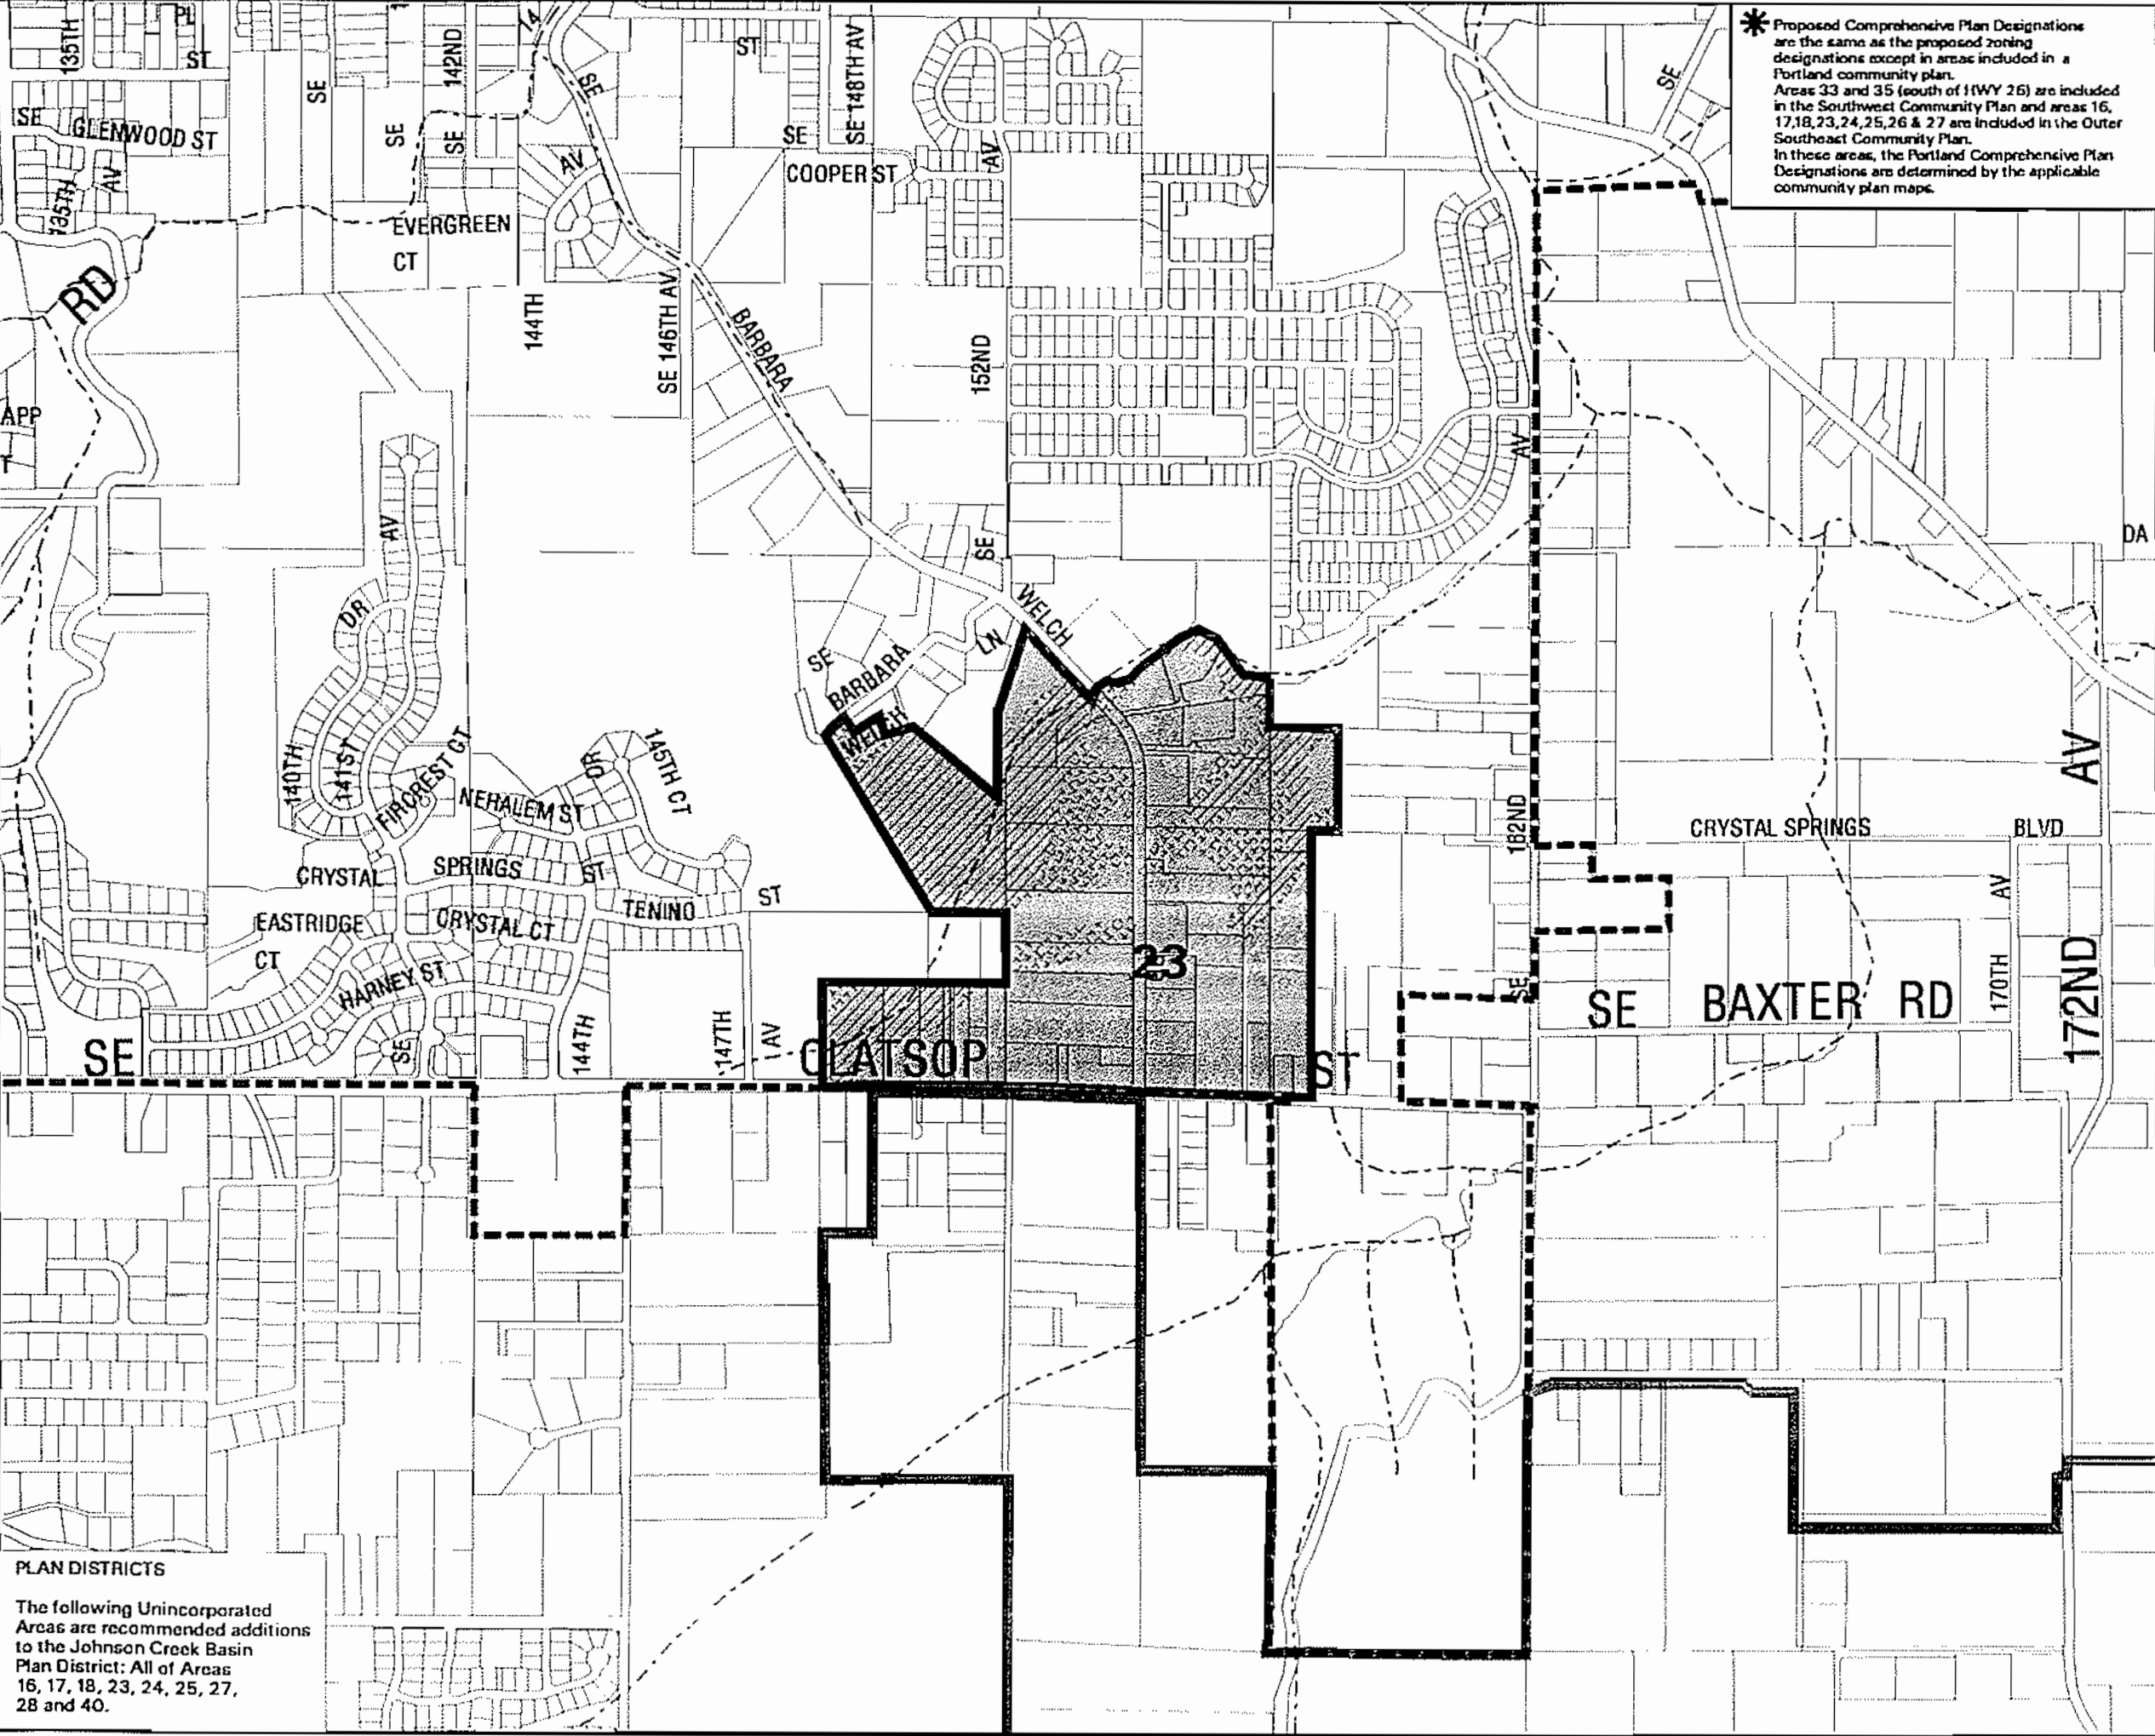 ✱ Proposed Comprehensive Plan Designations
are the same as the proposed zoning
designations except in areas included in a
Portland community plan.
Areas 33 and 35 (south of HWY 26) are included
in the Southwest Community Plan and areas 16,
17,18,23,24,25,26 & 27 are included in the Outer
Southeast Community Plan.
In these areas, the Portland Comprehensive Plan
Designations are determined by the applicable
community plan maps.
135TH
PL
ST
SE
142ND
14
SE
ST
SE 148TH AV
SE
SE
GLENWOOD ST
SE
SE
AV
135TH
AV
SE
COOPER ST
AV
EVERGREEN
CT
RD
144TH
SE 146TH AV
BARBARA
152ND
APP
T
AV
AV
SE
DA
DR
WELCH
LN
SE
BARBARA
WELCH
140TH
141ST
FIRCREST CT
NEHALEM ST
DR
145TH CT
AV
162ND
CRYSTAL SPRINGS
BLVD
CRYSTAL
SPRINGS
ST
TENINO
ST
AV
EASTRIDGE
CT
CRYSTAL CT
HARNEY ST
23
SE
SE
BAXTER
RD
170TH
172ND
SE
SE
144TH
147TH
AV
CLATSOP
ST
PLAN DISTRICTS
The following Unincorporated
Areas are recommended additions
to the Johnson Creek Basin
Plan District: All of Areas
16, 17, 18, 23, 24, 25, 27,
28 and 40.